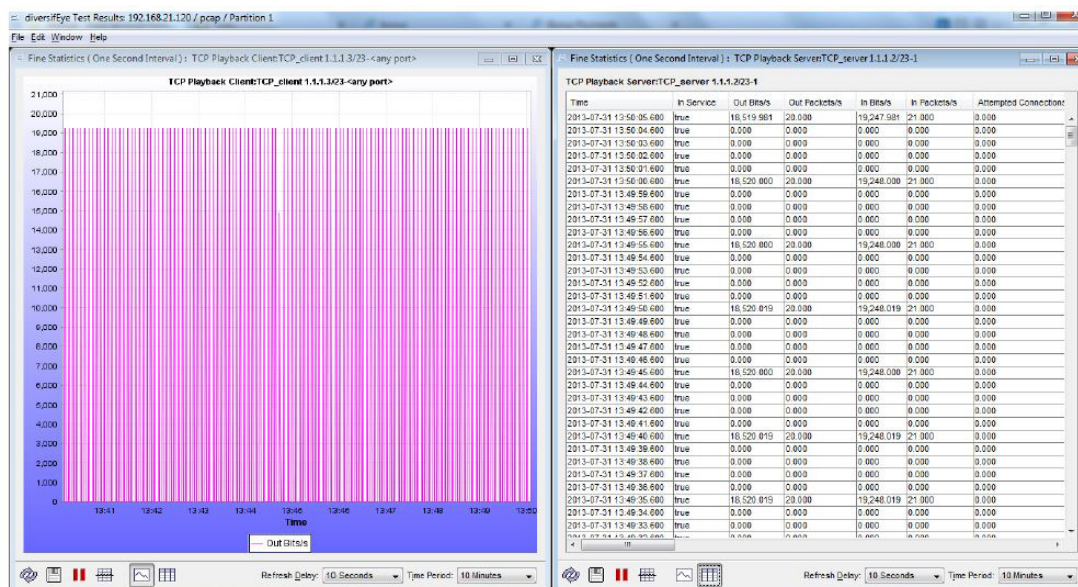 diversifEye Test Results: 192.168.21.120 / pcap / Partition 1
File Edit Window Help
Fine Statistics ( One Second Interval ) : TCP Playback Client:TCP_client 1.1.1.3/23-<any port>
TCP Playback Client:TCP_client 1.1.1.3/23-<any port>
21,000
20,000
19,000
18,000
17,000
16,000
15,000
14,000
13,000
12,000
11,000
10,000
9,000
8,000
7,000
6,000
5,000
4,000
3,000
2,000
1,000
0
13:41 13:42 13:43 13:44 13:45 13:46 13:47 13:48 13:49 13:50
Time
Out Bits/s
Refresh Delay: 10 Seconds Time Period: 10 Minutes
Fine Statistics ( One Second Interval ) : TCP Playback Server:TCP_server 1.1.1.2/23-1
TCP Playback Server:TCP_server 1.1.1.2/23-1
Time In Service Out Bits/s Out Packets/s In Bits/s In Packets/s Attempted Connections
2013-07-31 13:50:05.600 true 18,519.981 20.000 19,247.981 21.000 0.000
2013-07-31 13:50:04.600 true 0.000 0.000 0.000 0.000 0.000
2013-07-31 13:50:03.600 true 0.000 0.000 0.000 0.000 0.000
2013-07-31 13:50:02.600 true 0.000 0.000 0.000 0.000 0.000
2013-07-31 13:50:01.600 true 0.000 0.000 0.000 0.000 0.000
2013-07-31 13:50:00.600 true 18,520.000 20.000 19,248.000 21.000 0.000
2013-07-31 13:49:59.600 true 0.000 0.000 0.000 0.000 0.000
2013-07-31 13:49:58.600 true 0.000 0.000 0.000 0.000 0.000
2013-07-31 13:49:57.600 true 0.000 0.000 0.000 0.000 0.000
2013-07-31 13:49:56.600 true 0.000 0.000 0.000 0.000 0.000
2013-07-31 13:49:55.600 true 18,520.000 20.000 19,248.000 21.000 0.000
2013-07-31 13:49:54.600 true 0.000 0.000 0.000 0.000 0.000
2013-07-31 13:49:53.600 true 0.000 0.000 0.000 0.000 0.000
2013-07-31 13:49:52.600 true 0.000 0.000 0.000 0.000 0.000
2013-07-31 13:49:51.600 true 0.000 0.000 0.000 0.000 0.000
2013-07-31 13:49:50.600 true 18,520.019 20.000 19,248.019 21.000 0.000
2013-07-31 13:49:49.600 true 0.000 0.000 0.000 0.000 0.000
2013-07-31 13:49:48.600 true 0.000 0.000 0.000 0.000 0.000
2013-07-31 13:49:47.600 true 0.000 0.000 0.000 0.000 0.000
2013-07-31 13:49:46.600 true 0.000 0.000 0.000 0.000 0.000
2013-07-31 13:49:45.600 true 18,520.000 20.000 19,248.000 21.000 0.000
2013-07-31 13:49:44.600 true 0.000 0.000 0.000 0.000 0.000
2013-07-31 13:49:43.600 true 0.000 0.000 0.000 0.000 0.000
2013-07-31 13:49:42.600 true 0.000 0.000 0.000 0.000 0.000
2013-07-31 13:49:41.600 true 0.000 0.000 0.000 0.000 0.000
2013-07-31 13:49:40.600 true 18,520.019 20.000 19,248.019 21.000 0.000
2013-07-31 13:49:39.600 true 0.000 0.000 0.000 0.000 0.000
2013-07-31 13:49:38.600 true 0.000 0.000 0.000 0.000 0.000
2013-07-31 13:49:37.600 true 0.000 0.000 0.000 0.000 0.000
2013-07-31 13:49:36.600 true 0.000 0.000 0.000 0.000 0.000
2013-07-31 13:49:35.600 true 18,520.019 20.000 19,248.019 21.000 0.000
2013-07-31 13:49:34.600 true 0.000 0.000 0.000 0.000 0.000
2013-07-31 13:49:33.600 true 0.000 0.000 0.000 0.000 0.000
Refresh Delay: 10 Seconds Time Period: 10 Minutes